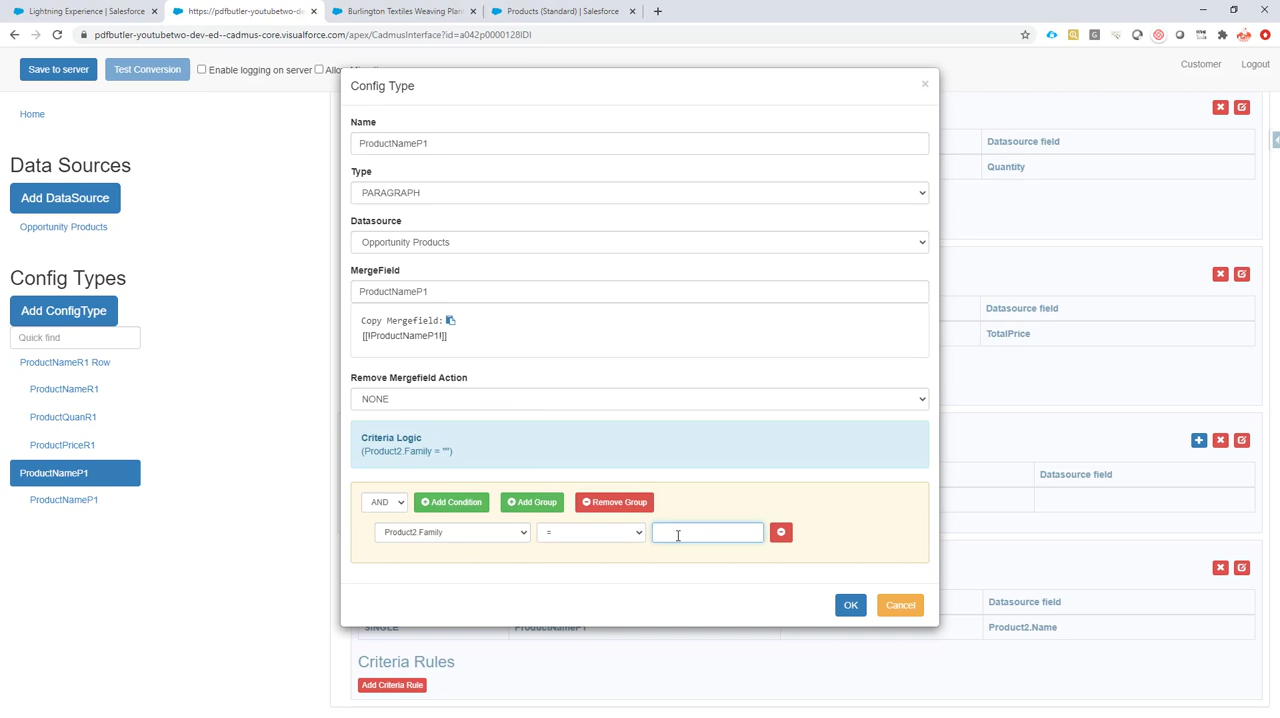 Lightning Experience | Salesforce
https://pdfbutler-youtubetwo-de
Burlington Textiles Weaving Plan
Products (Standard) | Salesforce
pdfbutler-youtubetwo-dev-ed--cadmus-core.visualforce.com/apex/CadmusInterface?id=a042p0000128IDI
Save to server
Test Conversion
Enable logging on server
Customer
Logout
Config Type
Home
Name
ProductNameP1
Datasource field
Quantity
Data Sources
Add DataSource
Opportunity Products
Type
PARAGRAPH
Datasource
Opportunity Products
MergeField
ProductNameP1
Copy Mergefield:
[[!ProductNameP1!]]
Config Types
Add ConfigType
Quick find
ProductNameR1 Row
ProductNameR1
ProductQuanR1
ProductPriceR1
ProductNameP1
ProductNameP1
Datasource field
TotalPrice
Remove Mergefield Action
NONE
Criteria Logic
(Product2.Family = "")
Datasource field
AND
Add Condition
Add Group
Remove Group
Product2.Family
=
OK
Cancel
Datasource field
SINGLE
ProductNameP1
Product2.Name
Criteria Rules
Add Criteria Rule